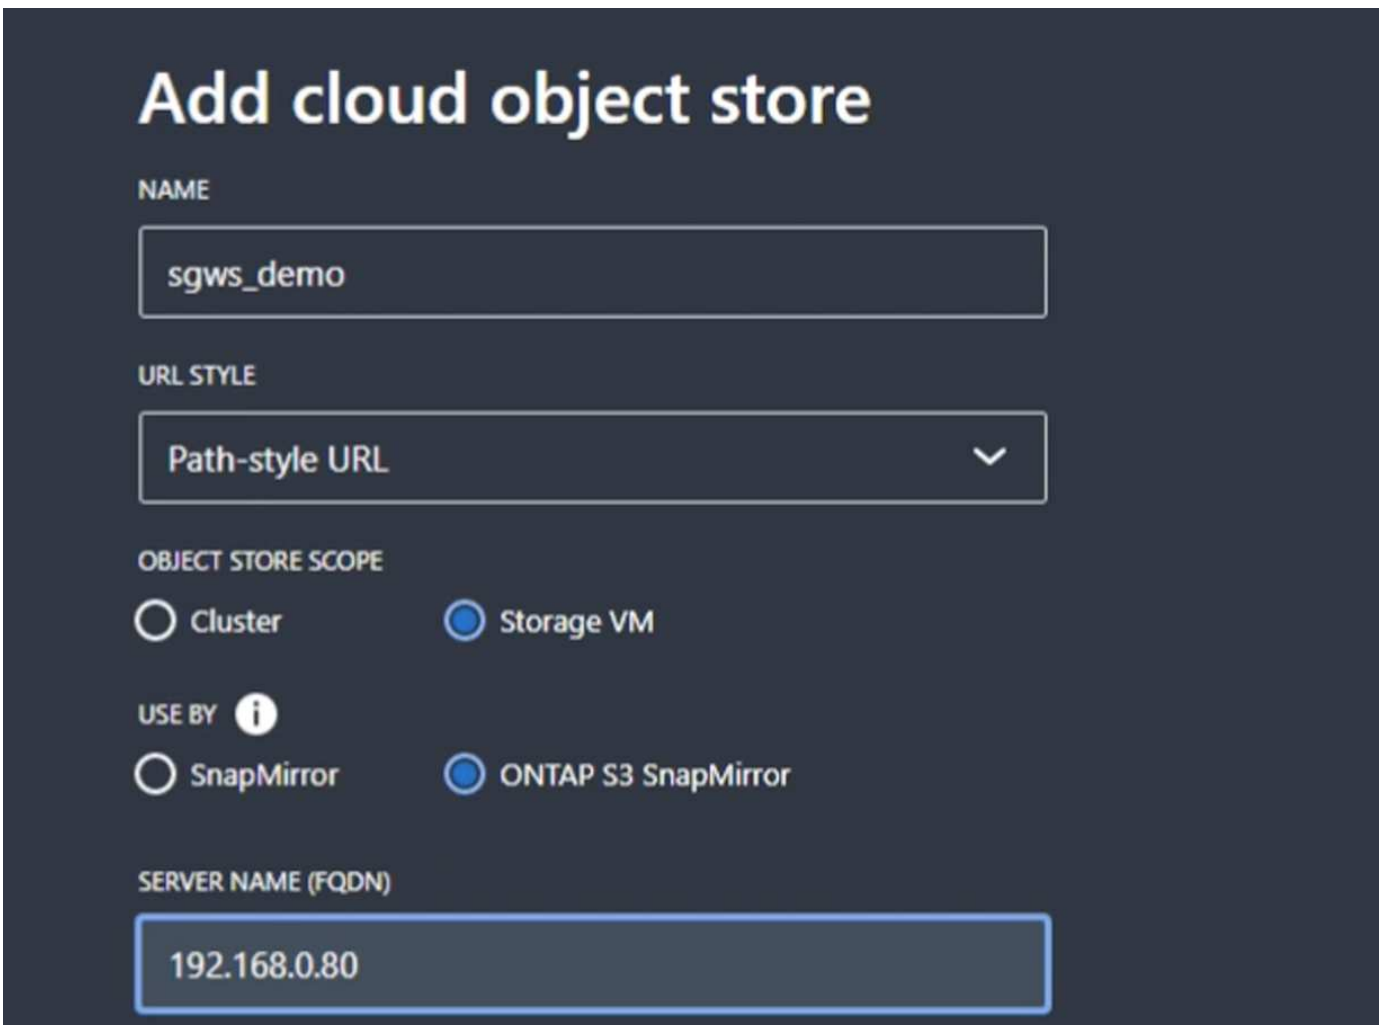 Add cloud object store
NAME
sgws_demo
URL STYLE
Path-style URL
OBJECT STORE SCOPE
Cluster Storage VM
USE BY i
SnapMirror ONTAP S3 SnapMirror
SERVER NAME (FQDN)
192.168.0.80